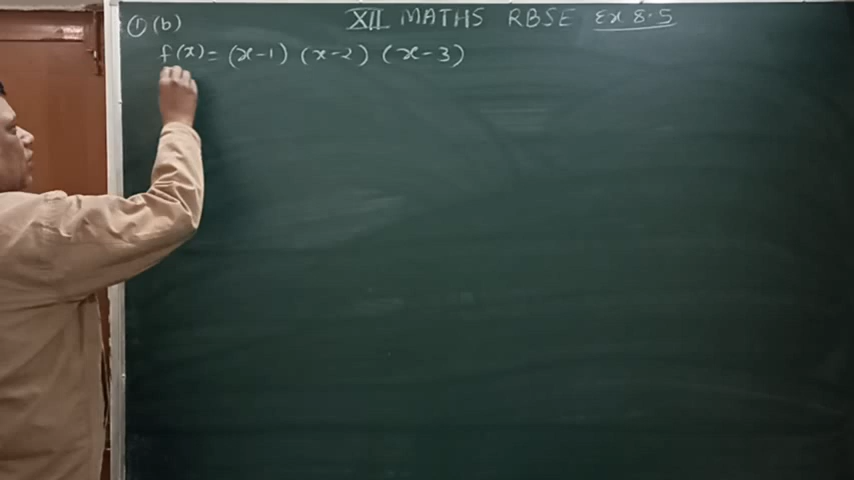 XII MATHS RBSE Ex 8.5
① (b)
f(x) = (x-1) (x-2) (x-3)